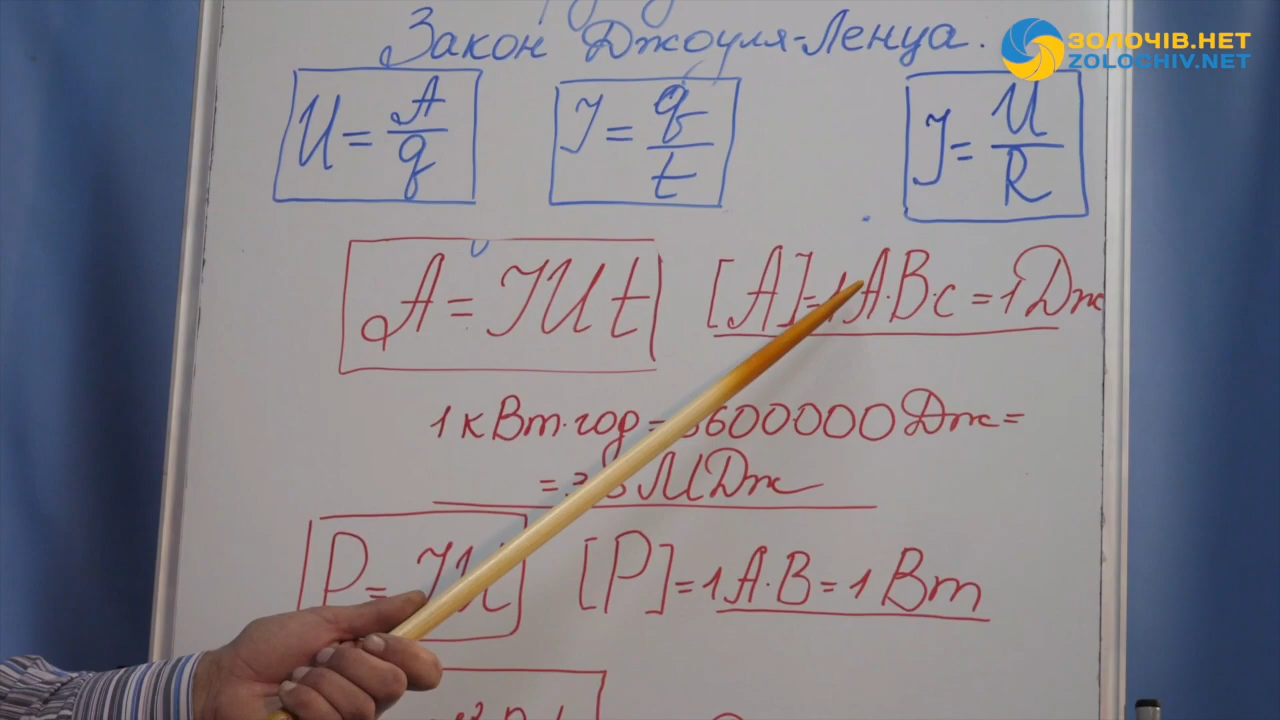 Закон Джоуля-Ленца.
ЗОЛОЧІВ.НЕТ
ZOLOCHIV.NET
U = A/q
I = q/t
I = U/R
A = IUt
[A] = 1 А·В·с = 1 Дж
1 кВт·год = 3600000 Дж =
= 3,6 МДж
P = IU
[P] = 1 А·В = 1 Вт